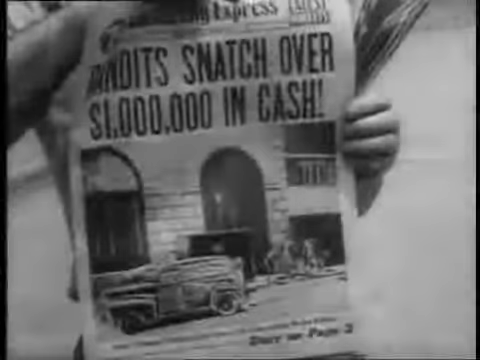 Express
BANDITS SNATCH OVER
$1,000,000 IN CASH!
Story on Page 3